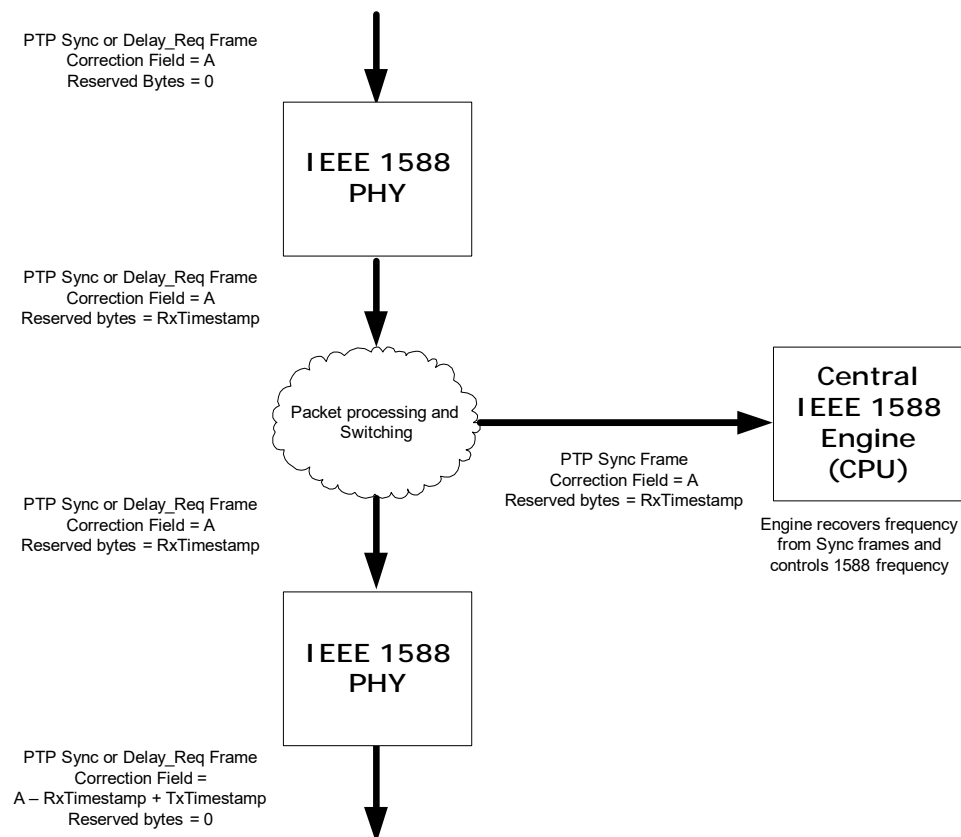 PTP Sync or Delay_Req Frame
Correction Field = A
Reserved Bytes = 0
IEEE 1588
PHY
PTP Sync or Delay_Req Frame
Correction Field = A
Reserved bytes = RxTimestamp
Packet processing and
Switching
Central
IEEE 1588
Engine
(CPU)
PTP Sync Frame
Correction Field = A
Reserved bytes = RxTimestamp
Engine recovers frequency
from Sync frames and
controls 1588 frequency
PTP Sync or Delay_Req Frame
Correction Field = A
Reserved bytes = RxTimestamp
IEEE 1588
PHY
PTP Sync or Delay_Req Frame
Correction Field =
A – RxTimestamp + TxTimestamp
Reserved bytes = 0